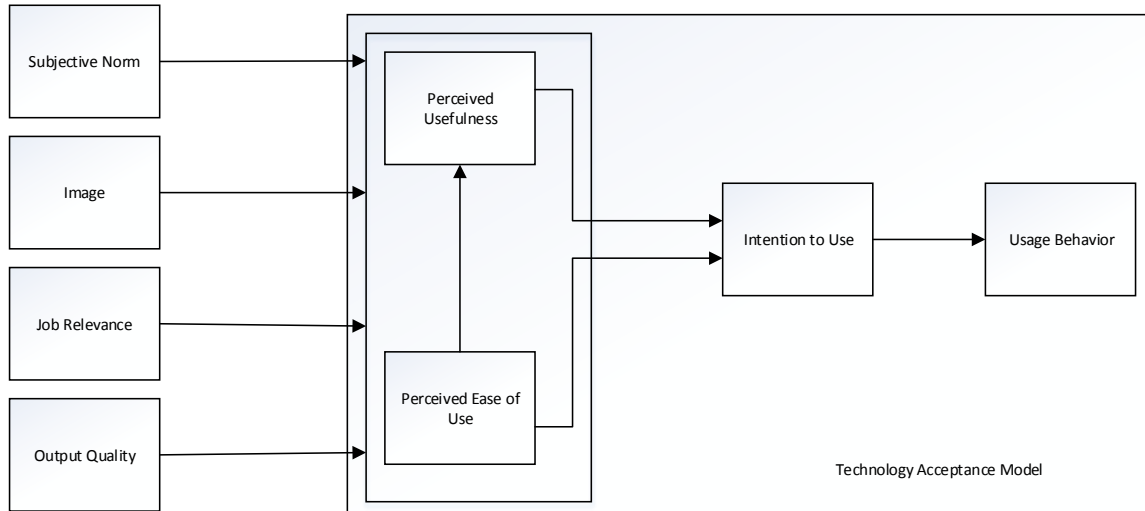 Subjective Norm
Image
Job Relevance
Output Quality
Perceived
Usefulness
Perceived Ease of
Use
Intention to Use
Usage Behavior
Technology Acceptance Model